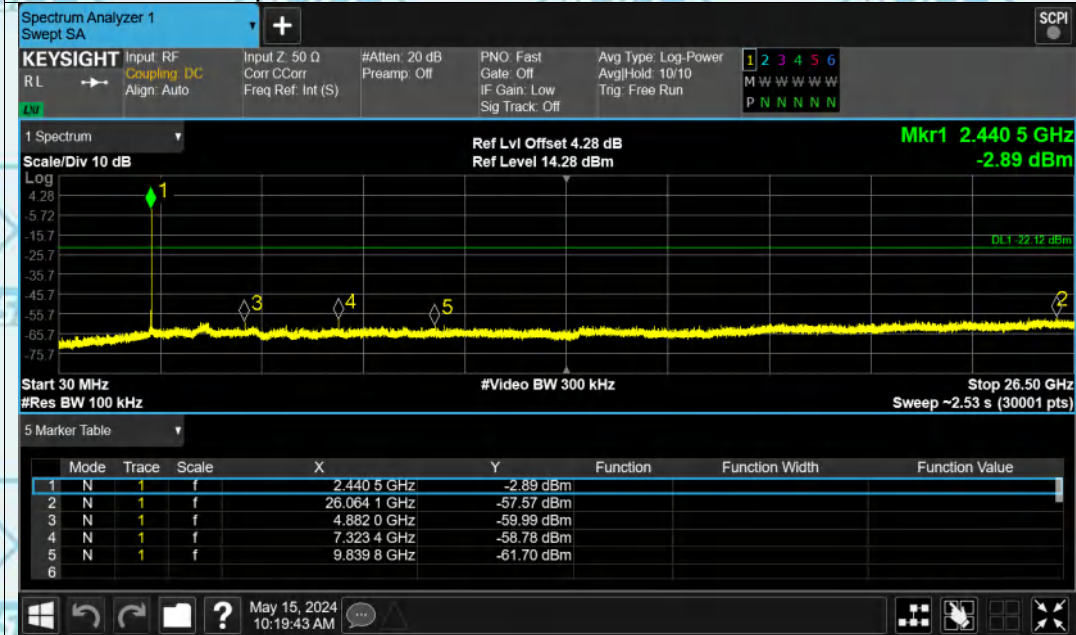 Spectrum Analyzer 1
Swept SA
+
SCPI
KEYSIGHT
RL
LXI
Input: RF
Coupling: DC
Align: Auto
Input Z: 50 Ω
Corr CCorr
Freq Ref: Int (S)
#Atten: 20 dB
Preamp: Off
PNO: Fast
Gate: Off
IF Gain: Low
Sig Track: Off
Avg Type: Log-Power
Avg|Hold: 10/10
Trig: Free Run
1 2 3 4 5 6
M W W W W W
P N N N N N
1 Spectrum
Scale/Div 10 dB
Ref Lvl Offset 4.28 dB
Ref Level 14.28 dBm
Mkr1 2.440 5 GHz
-2.89 dBm
Log
4.28
-5.72
-15.7
-25.7
-35.7
-45.7
-55.7
-65.7
-75.7
1
DL1 -22.12 dBm
3
4
5
2
Start 30 MHz
#Video BW 300 kHz
Stop 26.50 GHz
#Res BW 100 kHz
Sweep ~2.53 s (30001 pts)
5 Marker Table
Mode Trace Scale X Y Function Function Width Function Value
1 N 1 f 2.440 5 GHz -2.89 dBm
2 N 1 f 26.064 1 GHz -57.57 dBm
3 N 1 f 4.882 0 GHz -59.99 dBm
4 N 1 f 7.323 4 GHz -58.78 dBm
5 N 1 f 9.839 8 GHz -61.70 dBm
6
?
May 15, 2024
10:19:43 AM